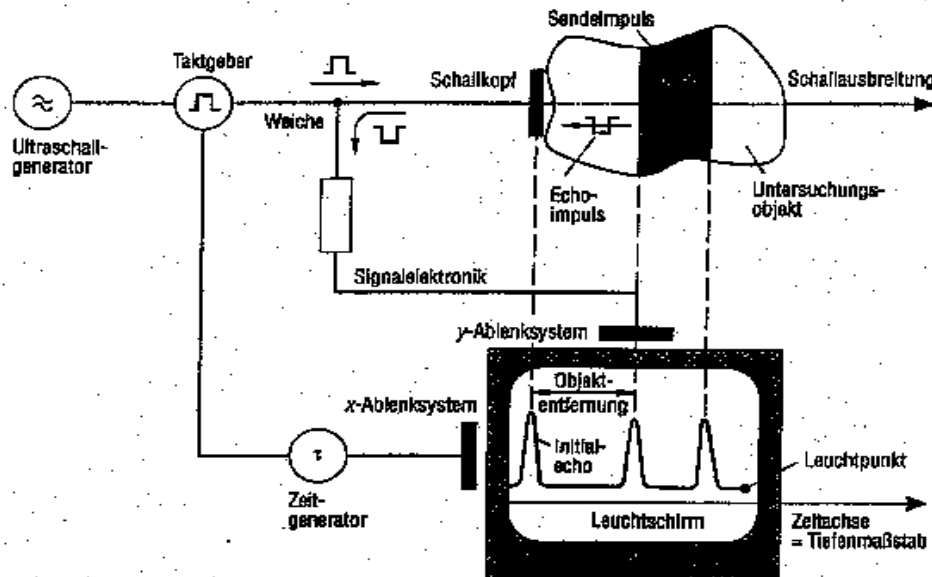 Sendeimpuls
Taktgeber
Schallkopf
Schallausbreitung
Weiche
Ultraschall-
generator
Echo-
impuls
Untersuchungs-
objekt
Signalelektronik
y-Ablenksystem
x-Ablenksystem
Objekt-
entfernung
Initial-
echo
Leuchtpunkt
τ
Zeit-
generator
Leuchtschirm
Zeitachse
= Tiefenmaßstab